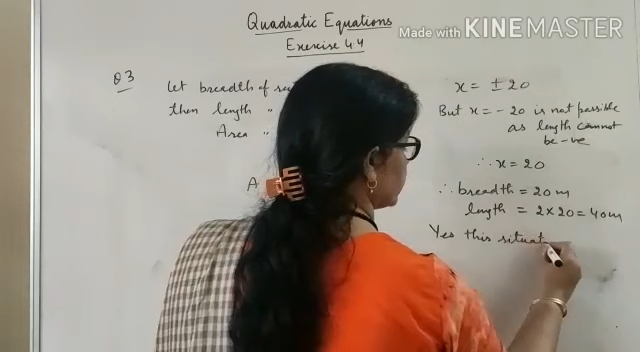 Quadratic Equations
Made with KINEMASTER
Exercise 4.4
Q3
Let breadth of
then length "
Area "
A
x = ± 20
But x = - 20 is not possible
as length cannot
be -ve
∴ x = 20
∴ breadth = 20 m
length = 2 × 20 = 40m
Yes this situat